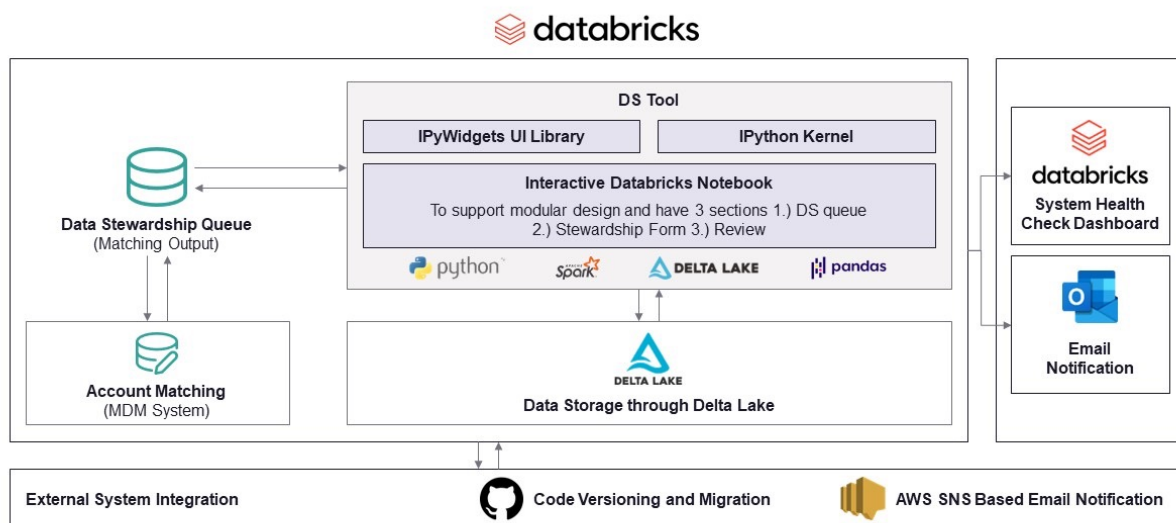 databricks
DS Tool
IPyWidgets UI Library
IPython Kernel
Interactive Databricks Notebook
To support modular design and have 3 sections 1.) DS queue
2.) Stewardship Form 3.) Review
python™
APACHE Spark
DELTA LAKE
pandas
Data Stewardship Queue
(Matching Output)
Account Matching
(MDM System)
DELTA LAKE
Data Storage through Delta Lake
databricks
System Health
Check Dashboard
O
Email
Notification
External System Integration
Code Versioning and Migration
AWS SNS Based Email Notification